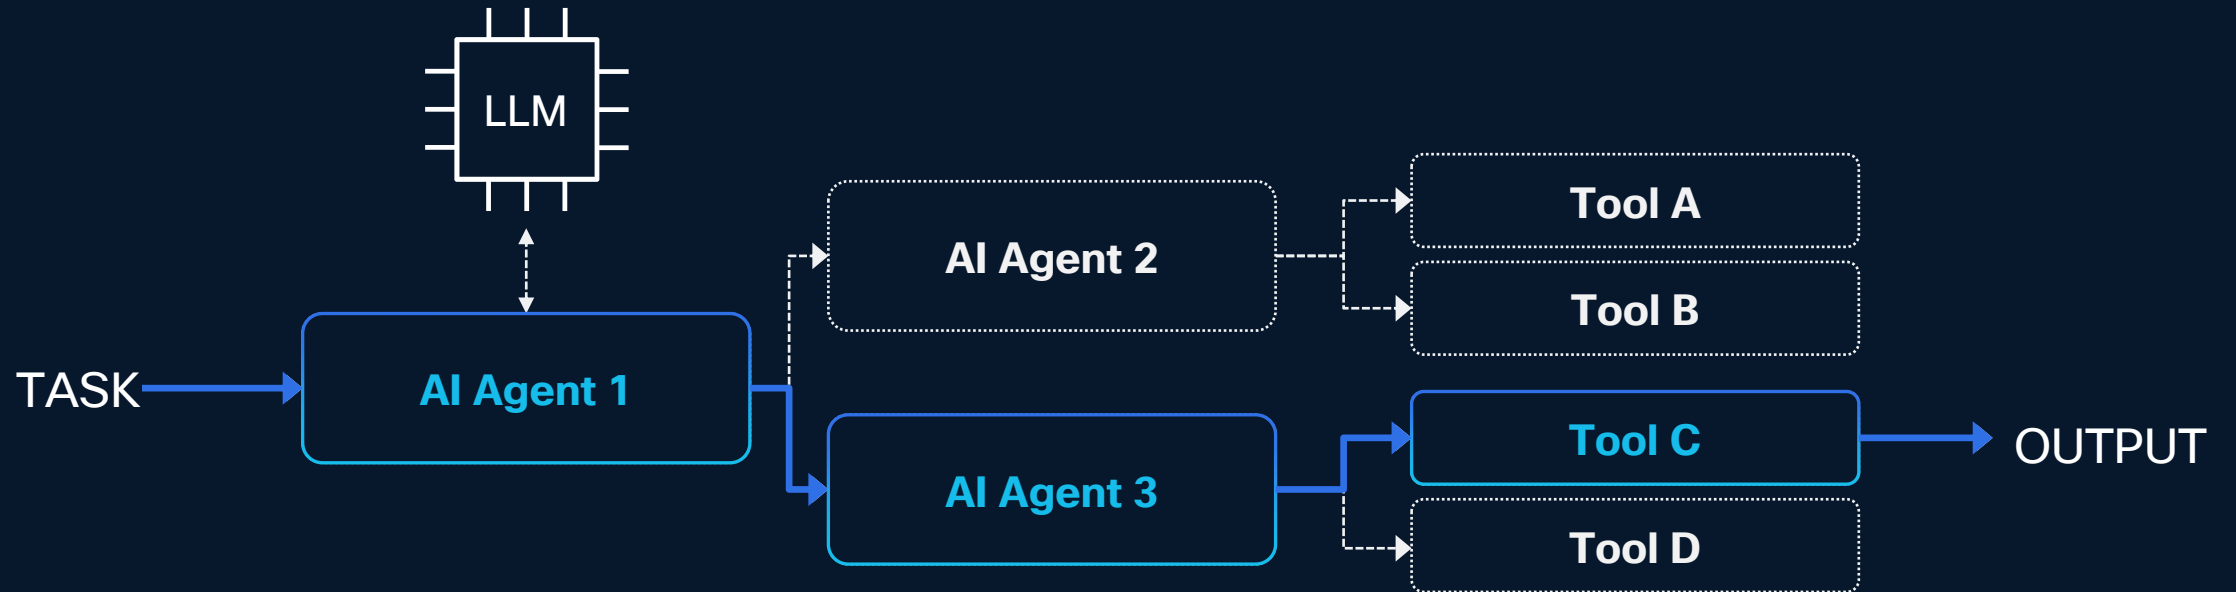 LLM
TASK
AI Agent 1
AI Agent 2
AI Agent 3
Tool A
Tool B
Tool C
Tool D
OUTPUT